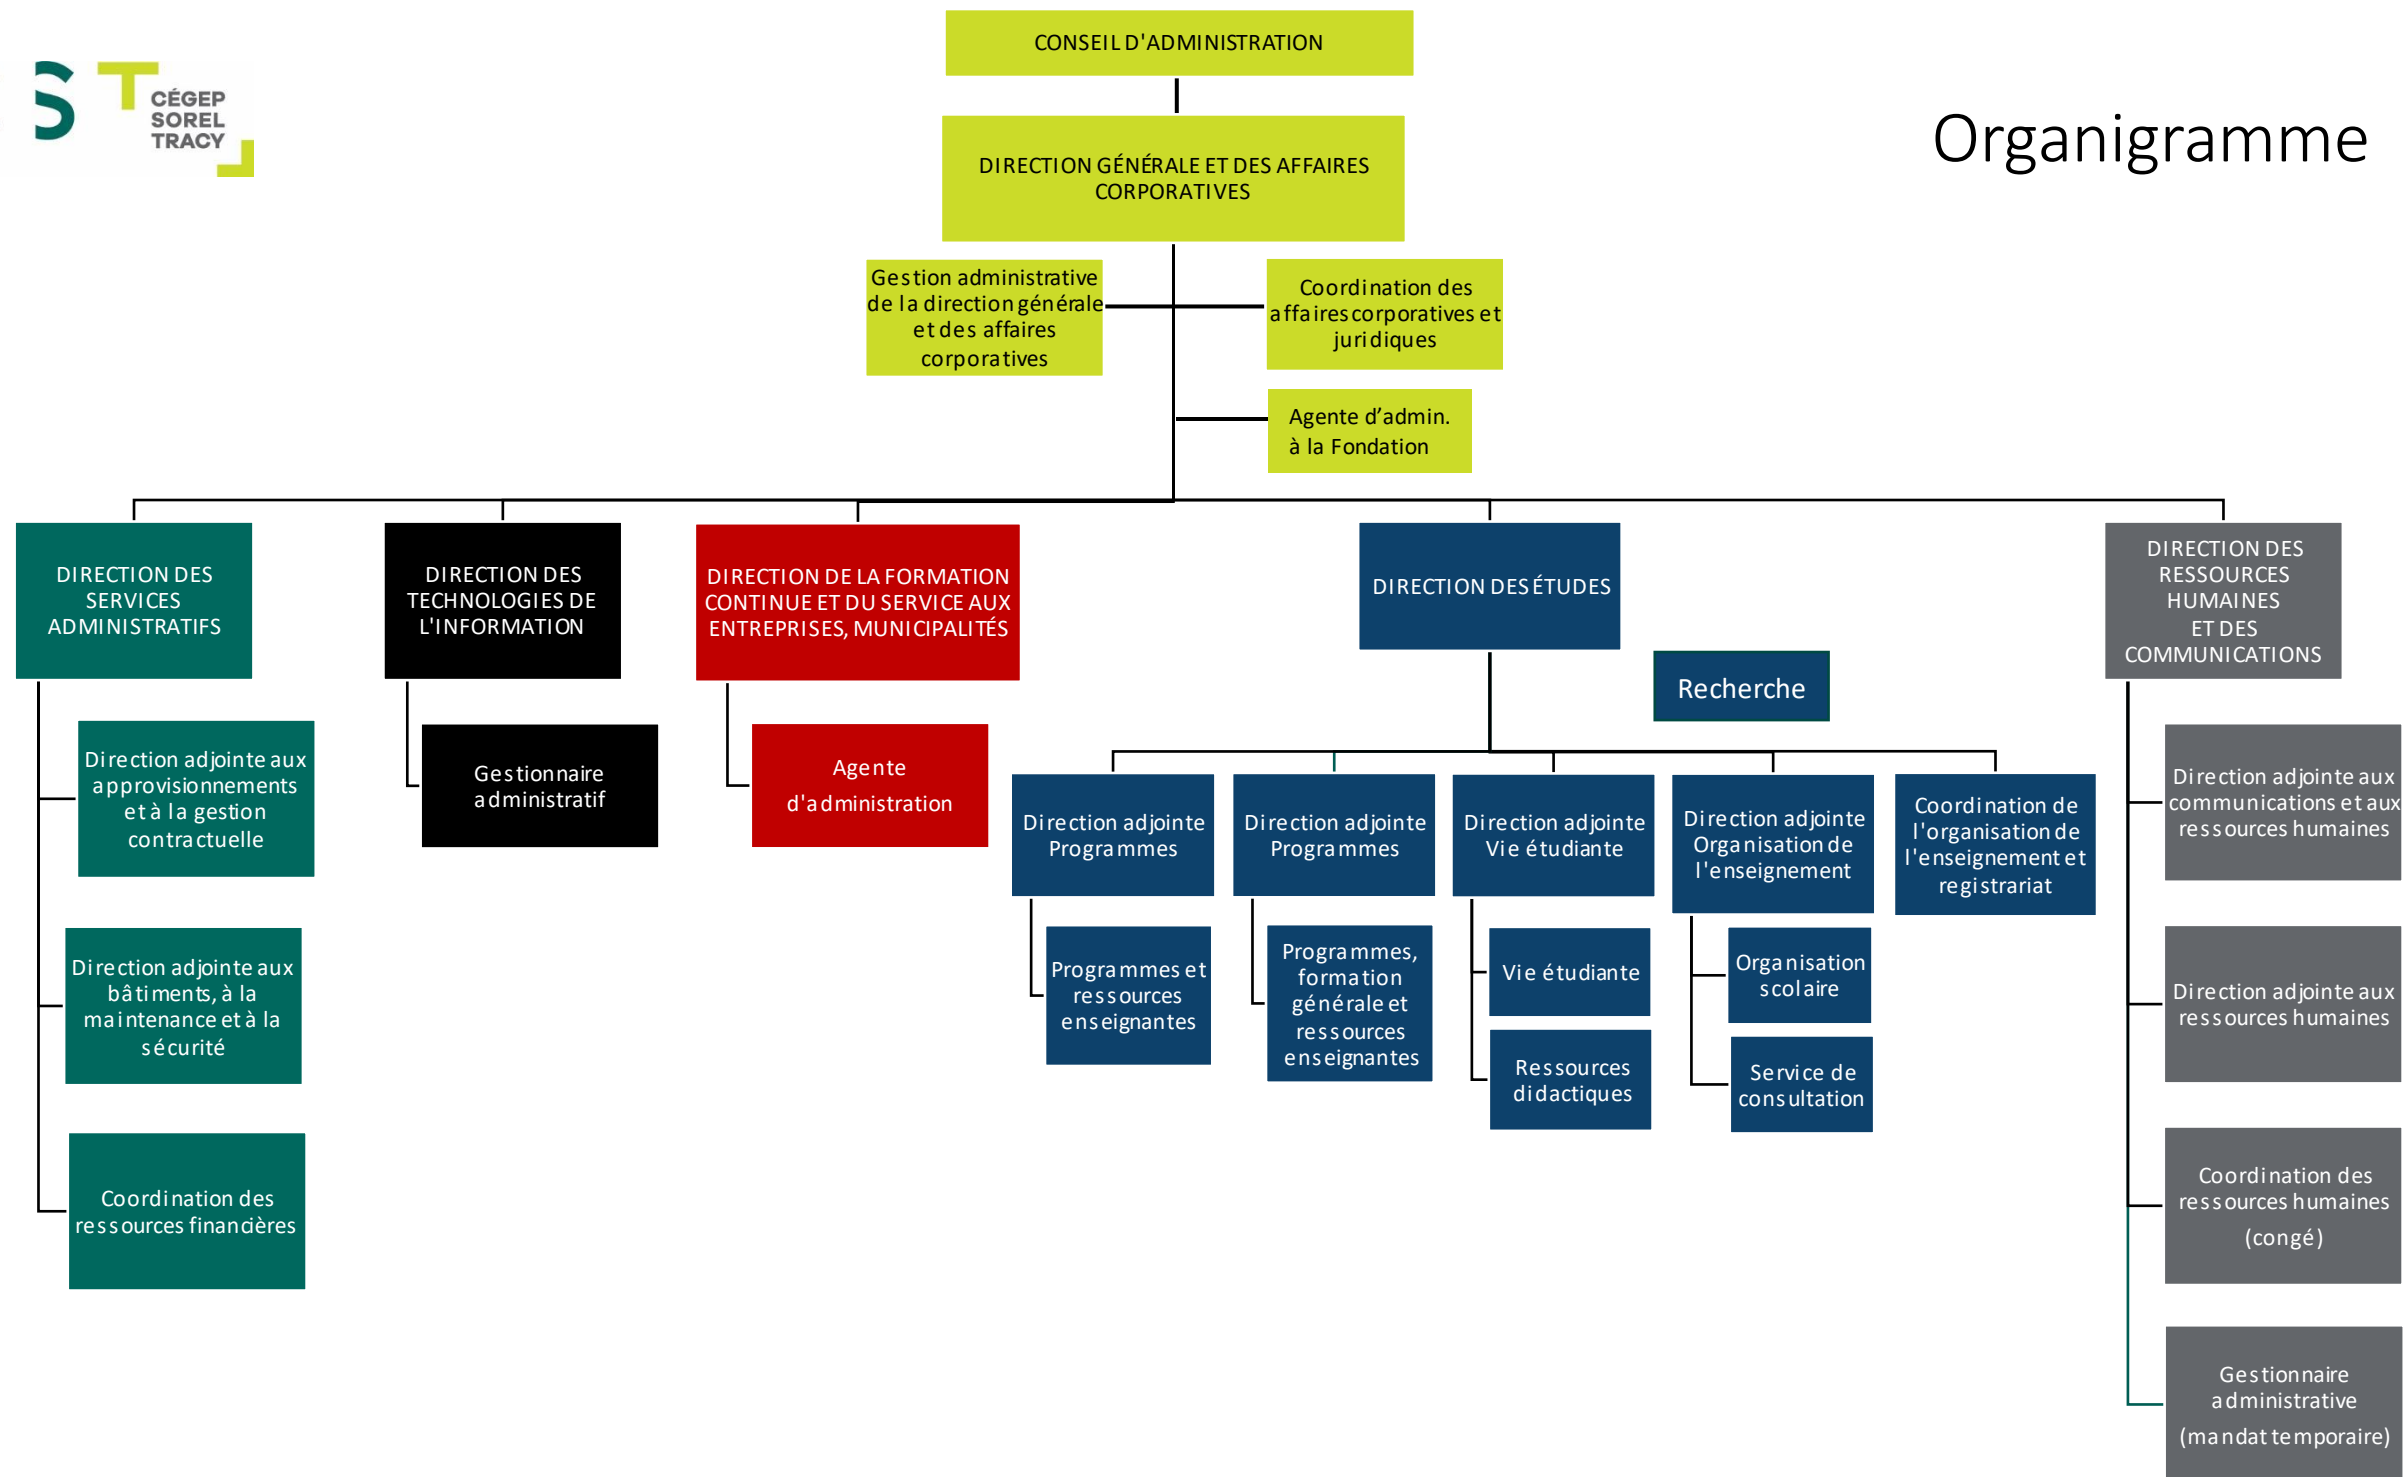 S T
CÉGEP
SOREL
TRACY
Organigramme
CONSEIL D'ADMINISTRATION
DIRECTION GÉNÉRALE ET DES AFFAIRES
CORPORATIVES
Gestion administrative
de la direction générale
et des affaires
corporatives
Coordination des
affaires corporatives et
juridiques
Agente d’admin.
à la Fondation
DIRECTION DES
SERVICES
ADMINISTRATIFS
DIRECTION DES
TECHNOLOGIES DE
L'INFORMATION
DIRECTION DE LA FORMATION
CONTINUE ET DU SERVICE AUX
ENTREPRISES, MUNICIPALITÉS
DIRECTION DES ÉTUDES
DIRECTION DES
RESSOURCES
HUMAINES
ET DES
COMMUNICATIONS
Recherche
Direction adjointe aux
approvisionnements
et à la gestion
contractuelle
Direction adjointe aux
bâtiments, à la
maintenance et à la
sécurité
Coordination des
ressources financières
Gestionnaire
administratif
Agente
d'administration
Direction adjointe
Programmes
Programmes et
ressources
enseignantes
Direction adjointe
Programmes
Programmes,
formation
générale et
ressources
enseignantes
Direction adjointe
Vie étudiante
Vie étudiante
Ressources
didactiques
Direction adjointe
Organisation de
l'enseignement
Organisation
scolaire
Service de
consultation
Coordination de
l'organisation de
l'enseignement et
registrariat
Direction adjointe aux
communications et aux
ressources humaines
Direction adjointe aux
ressources humaines
Coordination des
ressources humaines
(congé)
Gestionnaire
administrative
(mandat temporaire)